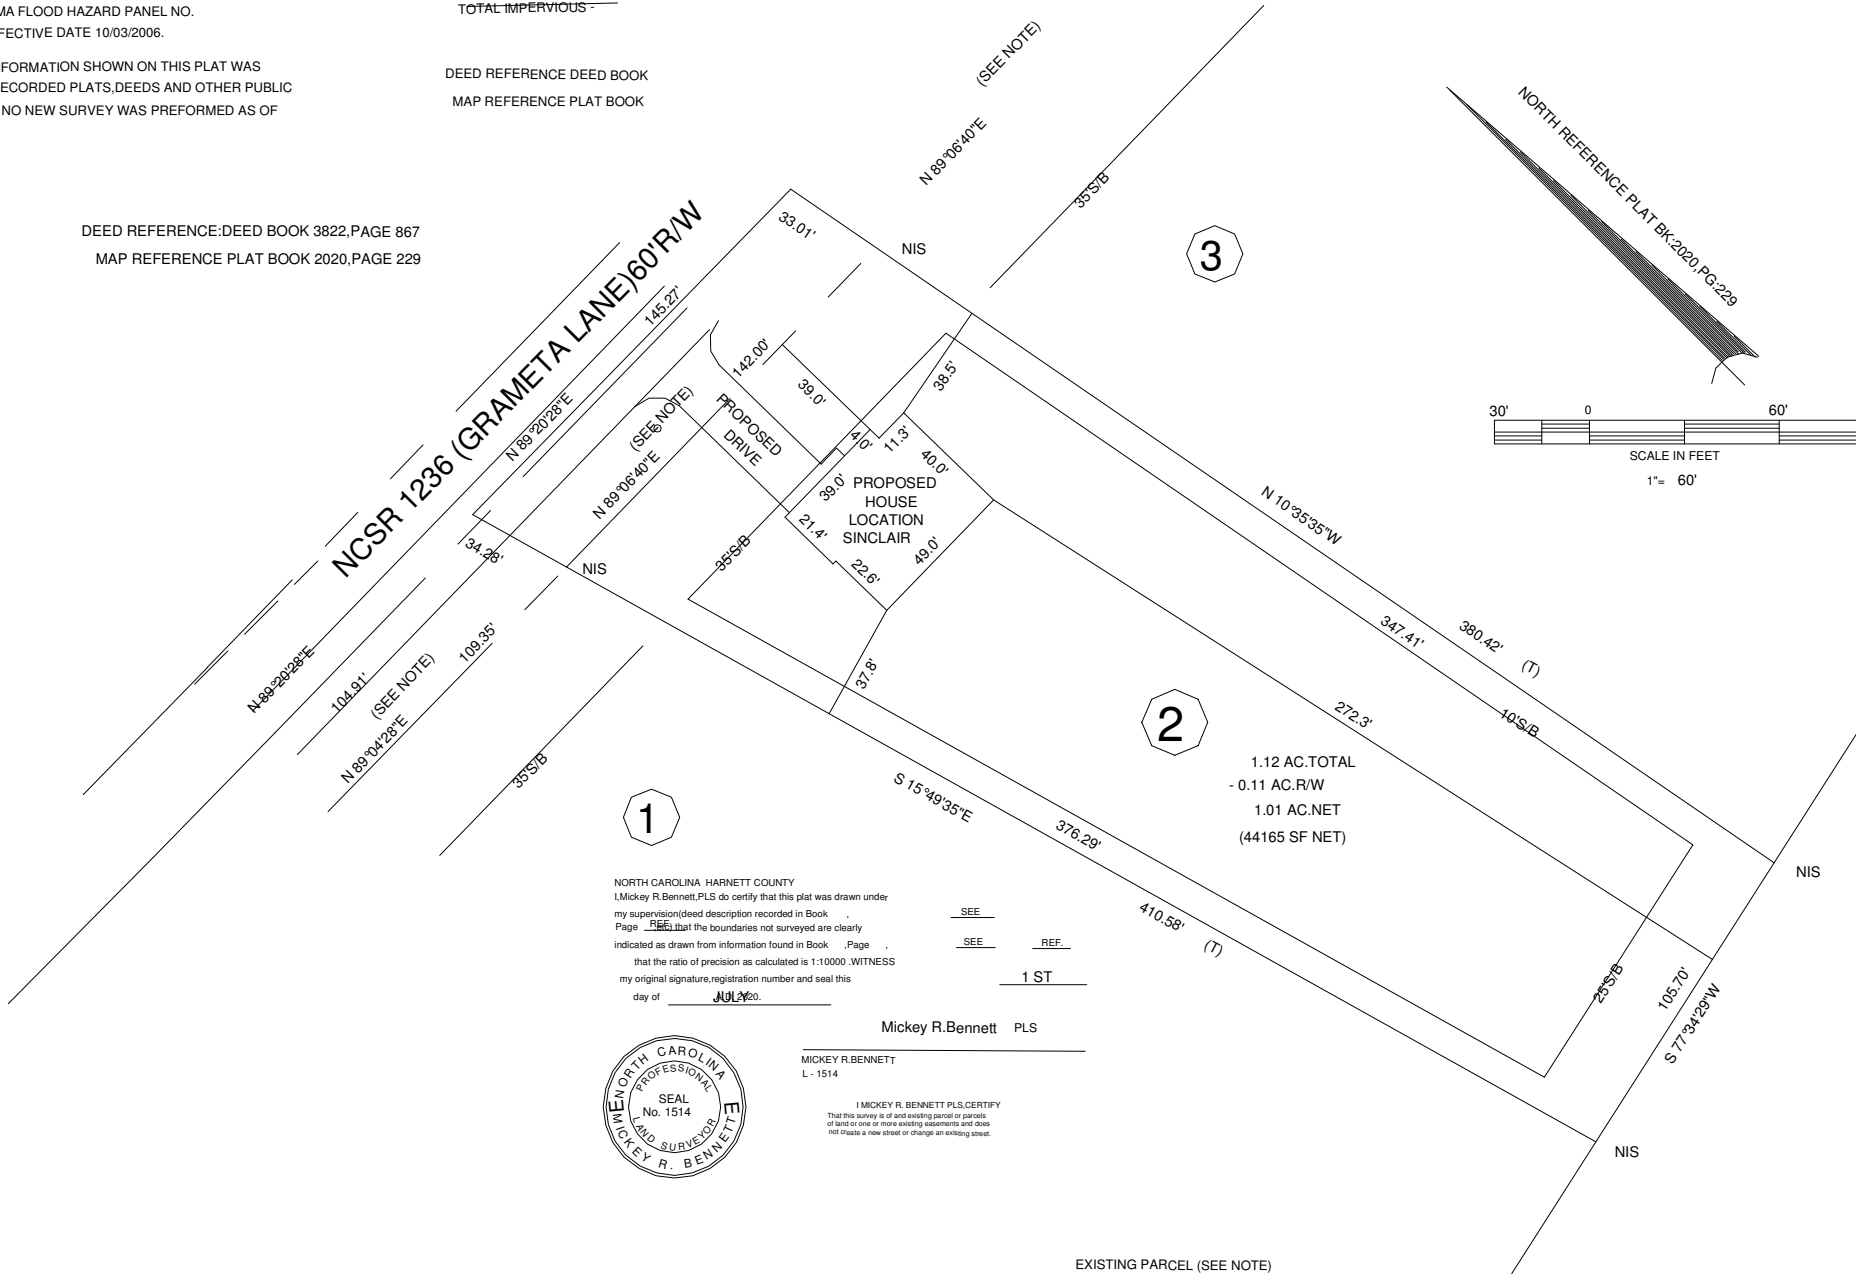 MA FLOOD HAZARD PANEL NO.
FECTIVE DATE 10/03/2006.
FORMATION SHOWN ON THIS PLAT WAS
ECORDED PLATS,DEEDS AND OTHER PUBLIC
NO NEW SURVEY WAS PREFORMED AS OF
TOTAL IMPERVIOUS -
DEED REFERENCE DEED BOOK
MAP REFERENCE PLAT BOOK
DEED REFERENCE:DEED BOOK 3822,PAGE 867
MAP REFERENCE PLAT BOOK 2020,PAGE 229
(SEE NOTE)
N 89°06'40"E
35'S/B
3
NORTH REFERENCE PLAT BK:2020,PG:229
30' 0 60'
SCALE IN FEET
1"= 60'
NCSR 1236 (GRAMETA LANE)60'R/W
33.01'
NIS
145.27'
N 89°20'28"E
142.00'
(SEE NOTE)
N 89°06'40"E
PROPOSED
DRIVE
39.0'
38.5'
4.0'
11.3'
40.0'
39.0'
PROPOSED
HOUSE
LOCATION
SINCLAIR
21.4'
22.6'
49.0'
35'S/B
34.28'
NIS
37.8'
N 89°20'28"E
104.91'
(SEE NOTE)
109.35'
N 89°04'28"E
35'S/B
N 10°35'35"W
347.41'
380.42'
(T)
10'S/B
272.3'
2
1.12 AC.TOTAL
- 0.11 AC.R/W
1.01 AC.NET
(44165 SF NET)
S 15°49'35"E
376.29'
410.58'
(T)
25'S/B
105.70'
S 77°34'29"W
NIS
NIS
1
NORTH CAROLINA HARNETT COUNTY
I,Mickey R.Bennett,PLS do certify that this plat was drawn under
my supervision(deed description recorded in Book , SEE
Page REF. ,etc) that the boundaries not surveyed are clearly
indicated as drawn from information found in Book ,Page , SEE REF.
that the ratio of precision as calculated is 1:10000 .WITNESS
my original signature,registration number and seal this 1 ST
day of JULY A.D. 2020.
Mickey R.Bennett PLS
MICKEY R.BENNETT
L - 1514
NORTH CAROLINA
PROFESSIONAL
SEAL
No. 1514
LAND SURVEYOR
MICKEY R. BENNETT
I MICKEY R. BENNETT PLS,CERTIFY
That this survey is of and existing parcel or parcels
of land or one or more existing easements and does
not create a new street or change an existing street.
EXISTING PARCEL (SEE NOTE)